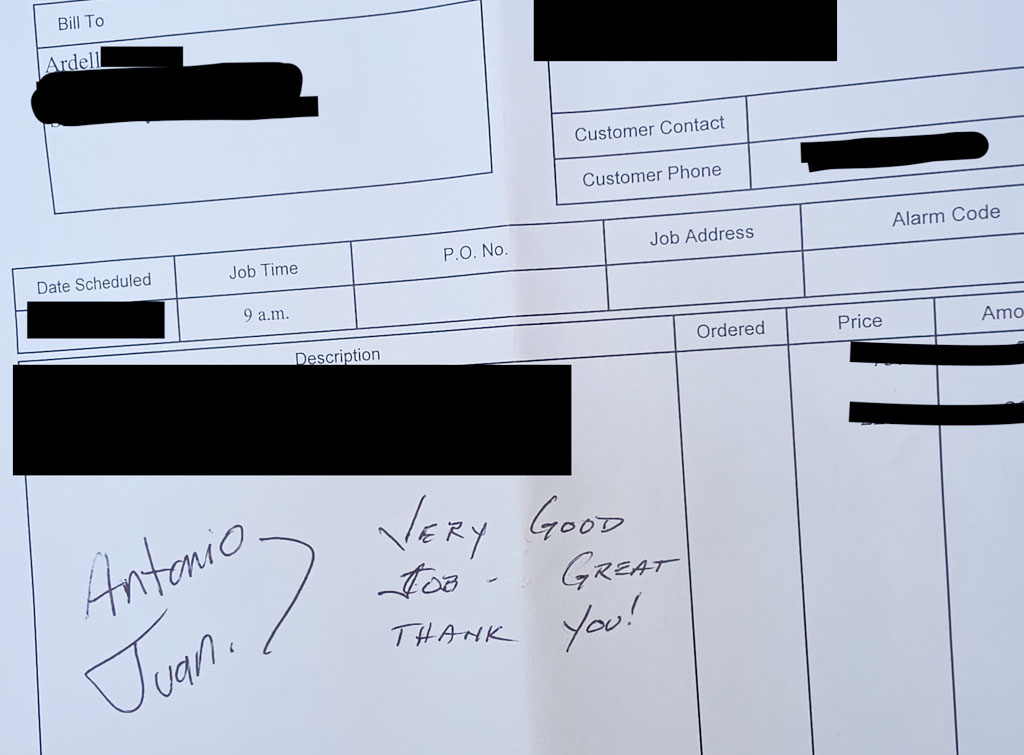 Bill To
Ardell
Customer Contact
Customer Phone
Date Scheduled Job Time P.O. No. Job Address Alarm Code
9 a.m.
Description Ordered Price Amo
Antonio
Juan.
VERY GOOD
JOB - GREAT
THANK YOU!